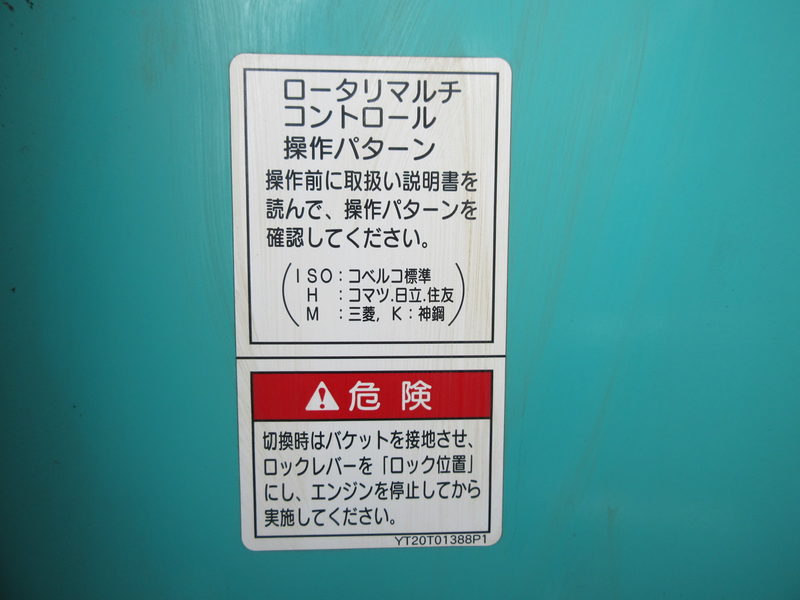 ロータリマルチ
コントロール
操作パターン
操作前に取扱い説明書を
読んで、操作パターンを
確認してください。
ISO:コベルコ標準
H :コマツ.日立.住友
M :三菱, K:神鋼
危険
切換時はバケットを接地させ、
ロックレバーを「ロック位置」
にし、エンジンを停止してから
実施してください。
YT20T01388P1